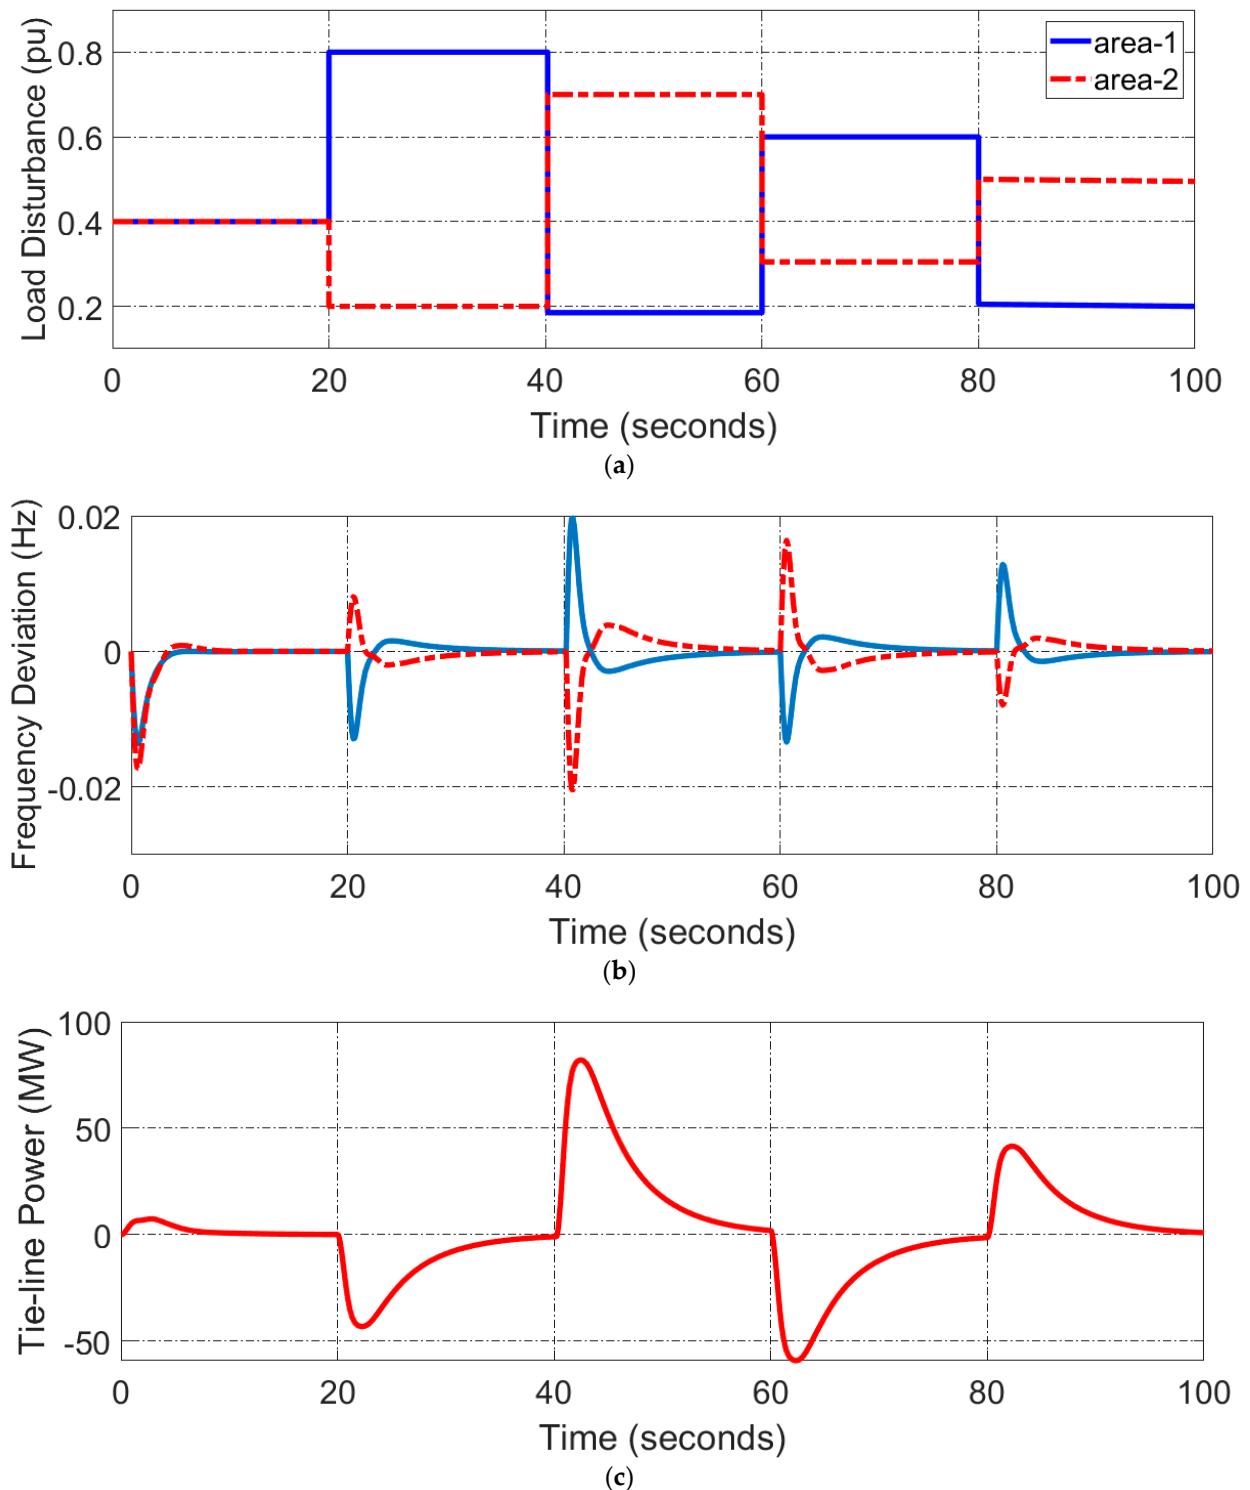 Load Disturbance (pu)
0.8
0.6
0.4
0.2
area-1
area-2
0 20 40 60 80 100
Time (seconds)
(a)
Frequency Deviation (Hz)
0.02
0
-0.02
0 20 40 60 80 100
Time (seconds)
(b)
Tie-line Power (MW)
100
50
0
-50
0 20 40 60 80 100
Time (seconds)
(c)